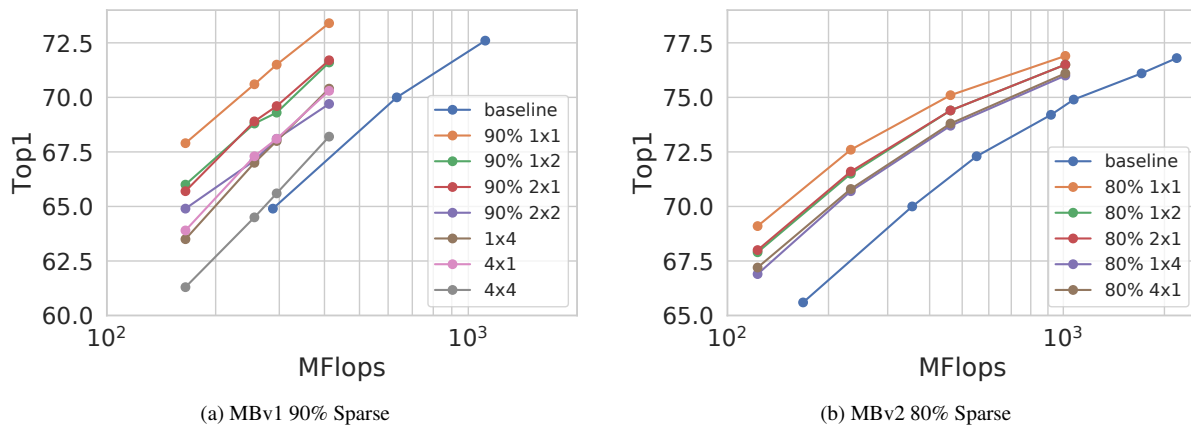 72.5
70.0
67.5
65.0
62.5
60.0
Top1
10²
10³
MFlops
baseline
90% 1x1
90% 1x2
90% 2x1
90% 2x2
1x4
4x1
4x4
(a) MBv1 90% Sparse
77.5
75.0
72.5
70.0
67.5
65.0
Top1
10²
10³
MFlops
baseline
80% 1x1
80% 1x2
80% 2x1
80% 1x4
80% 4x1
(b) MBv2 80% Sparse